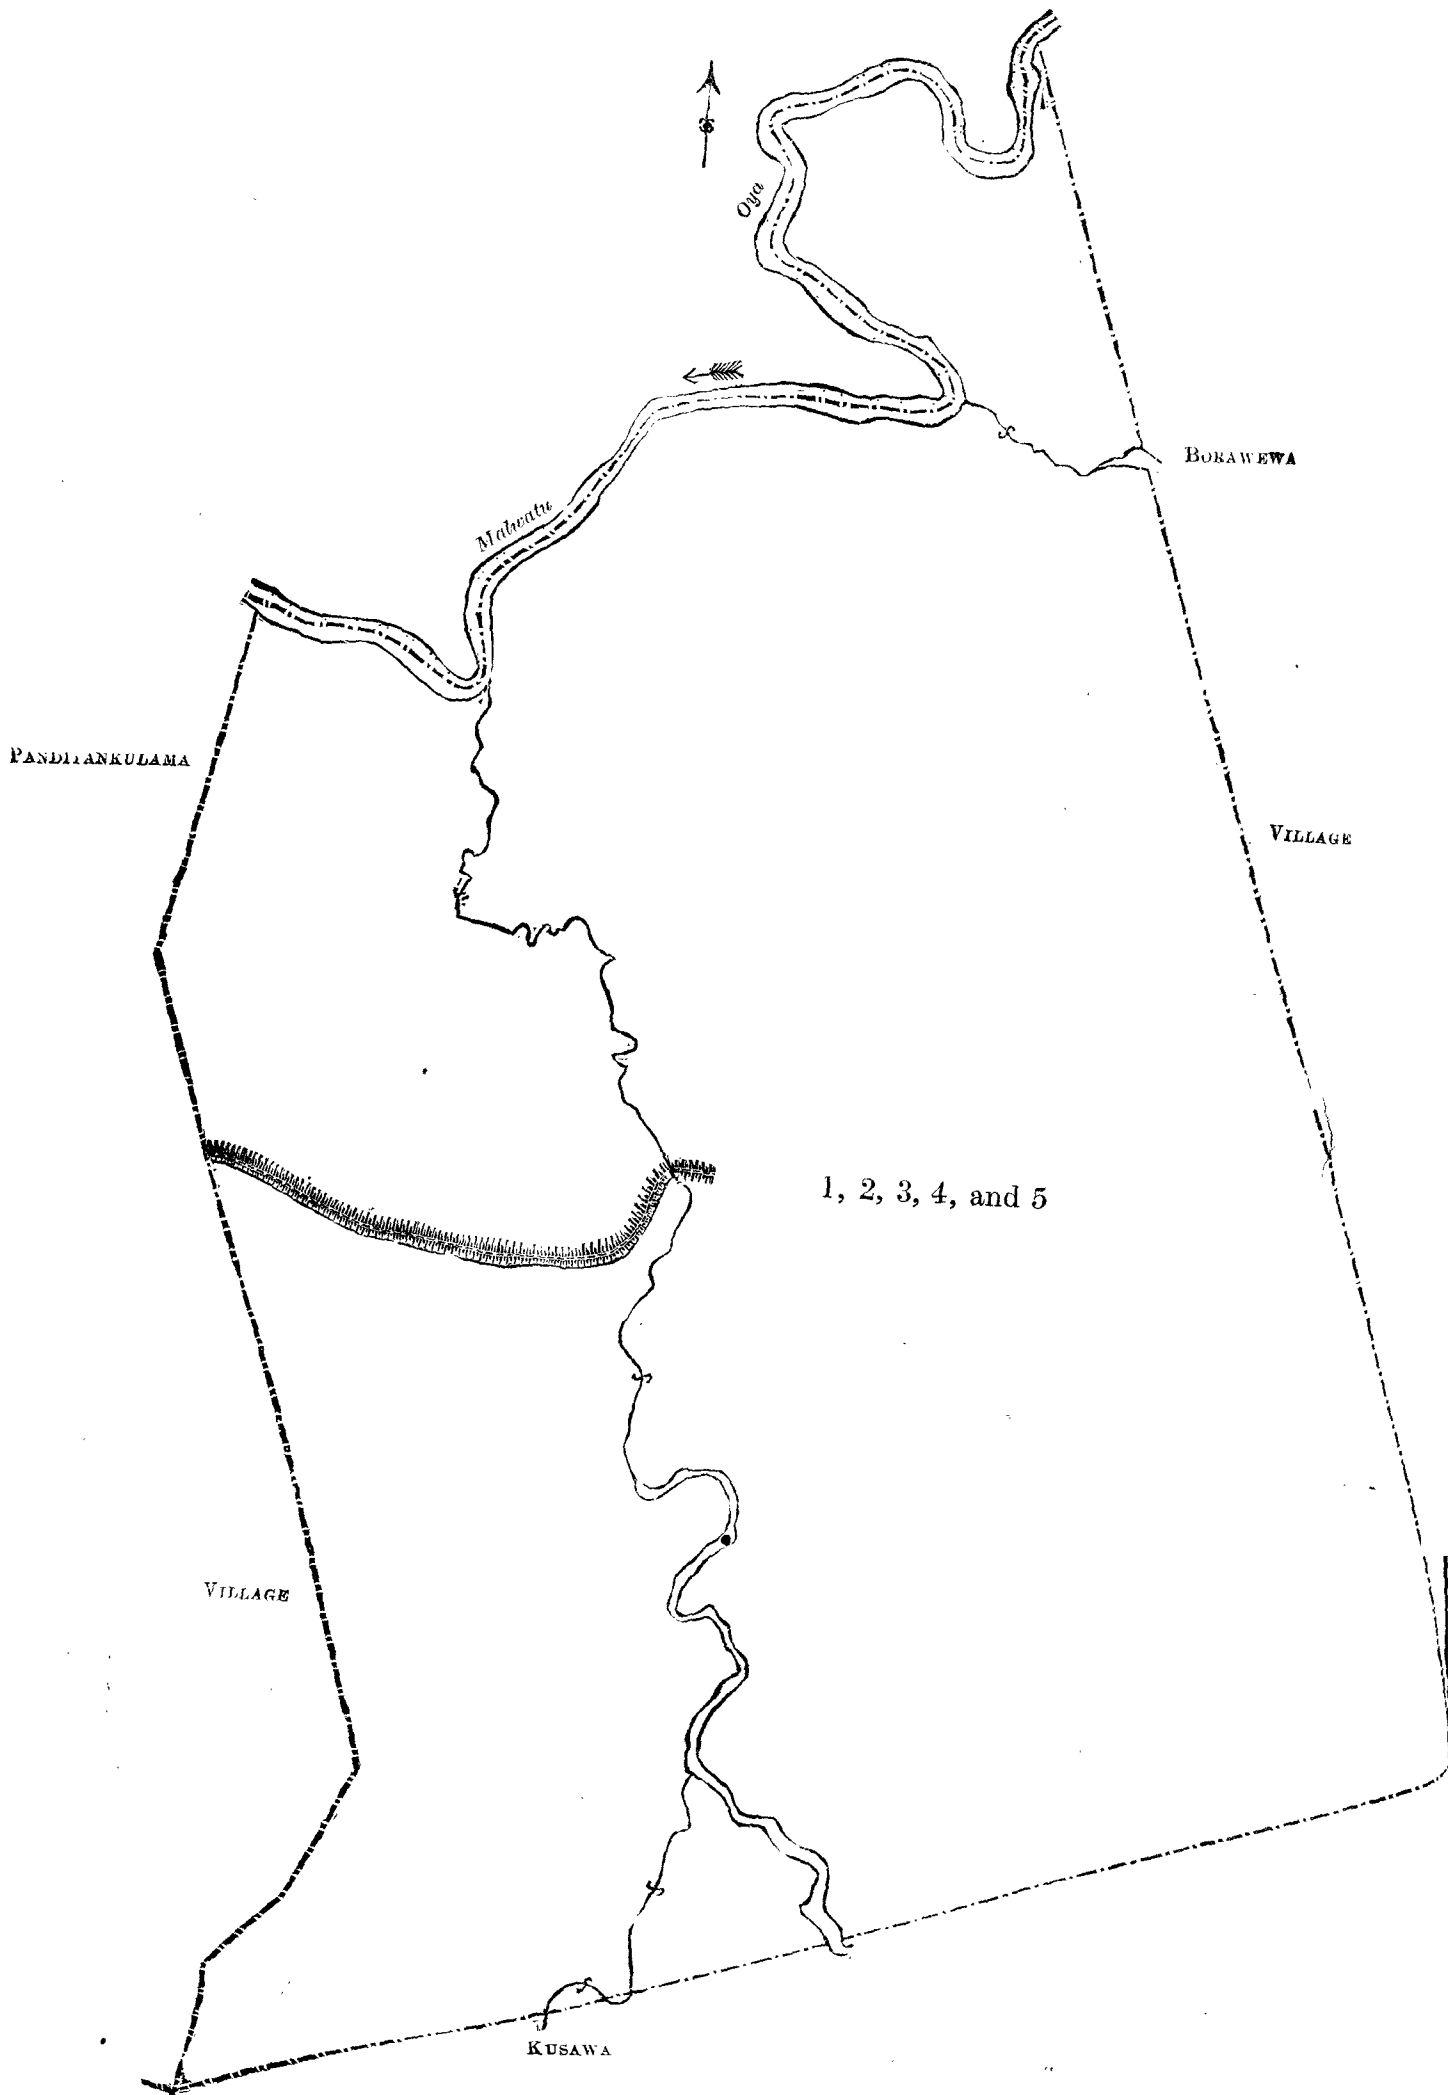 Oya
BORAWEWA
Malwatu
PANDITANKULAMA
VILLAGE
1, 2, 3, 4, and 5
VILLAGE
KUSAWA